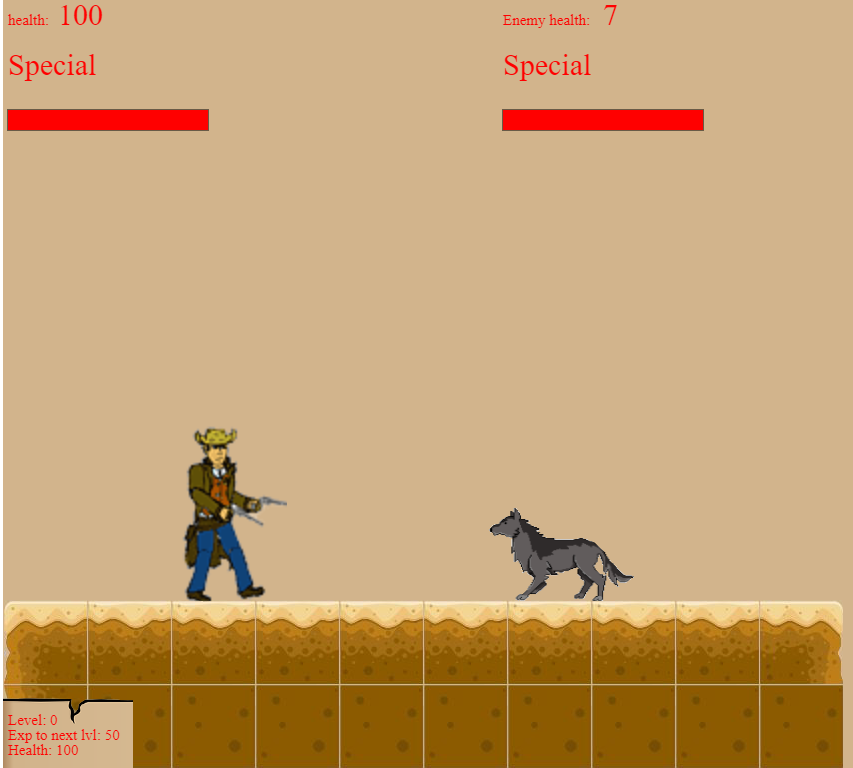 health: 100
Special
Enemy health: 7
Special
Level: 0
Exp to next lvl: 50
Health: 100